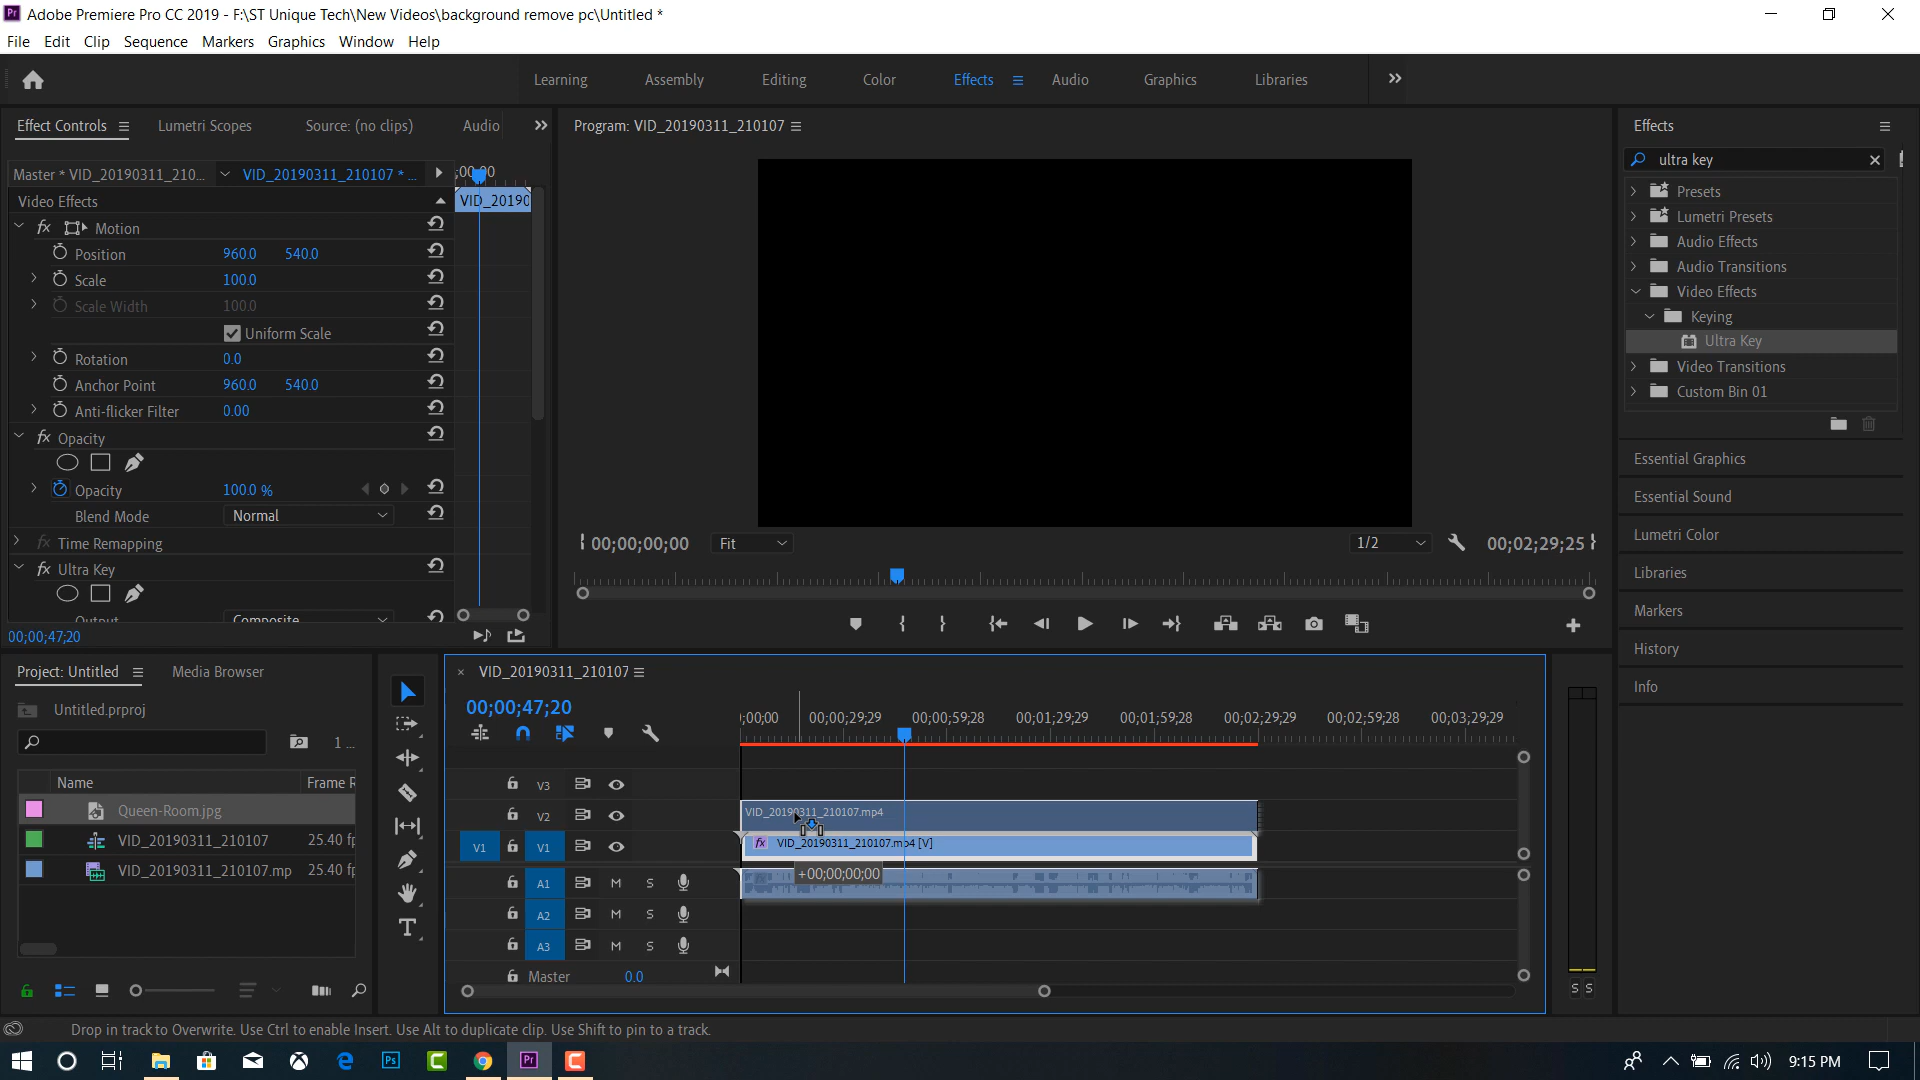 Adobe Premiere Pro CC 2019 - F:\ST Unique Tech\New Videos\background remove pc\Untitled *
File Edit Clip Sequence Markers Graphics Window Help
Learning Assembly Editing Color Effects Audio Graphics Libraries
Effect Controls Lumetri Scopes Source: (no clips) Audio
Program: VID_20190311_210107
Effects
ultra key
Master * VID_20190311_210... VID_20190311_210107 * ... ;00;00
Video Effects
VID_20190
Motion
Position 960.0 540.0
Scale 100.0
Scale Width 100.0
Uniform Scale
Rotation 0.0
Anchor Point 960.0 540.0
Anti-flicker Filter 0.00
Opacity
Opacity 100.0 %
Blend Mode Normal
Time Remapping
Ultra Key
Output Composite
00;00;47;20
Presets
Lumetri Presets
Audio Effects
Audio Transitions
Video Effects
Keying
Ultra Key
Video Transitions
Custom Bin 01
Essential Graphics
Essential Sound
Lumetri Color
Libraries
Markers
History
Info
00;00;00;00 Fit 1/2 00;02;29;25
Project: Untitled Media Browser
Untitled.prproj
1 ...
Name Frame R
Queen-Room.jpg
VID_20190311_210107 25.40 fp
VID_20190311_210107.mp 25.40 fp
VID_20190311_210107
00;00;47;20
;00;00 00;00;29;29 00;00;59;28 00;01;29;29 00;01;59;28 00;02;29;29 00;02;59;28 00;03;29;29
V3
V2 VID_20190311_210107.mp4
V1 V1 fx VID_20190311_210107.mp4 [V]
+00;00;00;00
A1 M S
A2 M S
A3 M S
Master 0.0
S S
Drop in track to Overwrite. Use Ctrl to enable Insert. Use Alt to duplicate clip. Use Shift to pin to a track.
9:15 PM